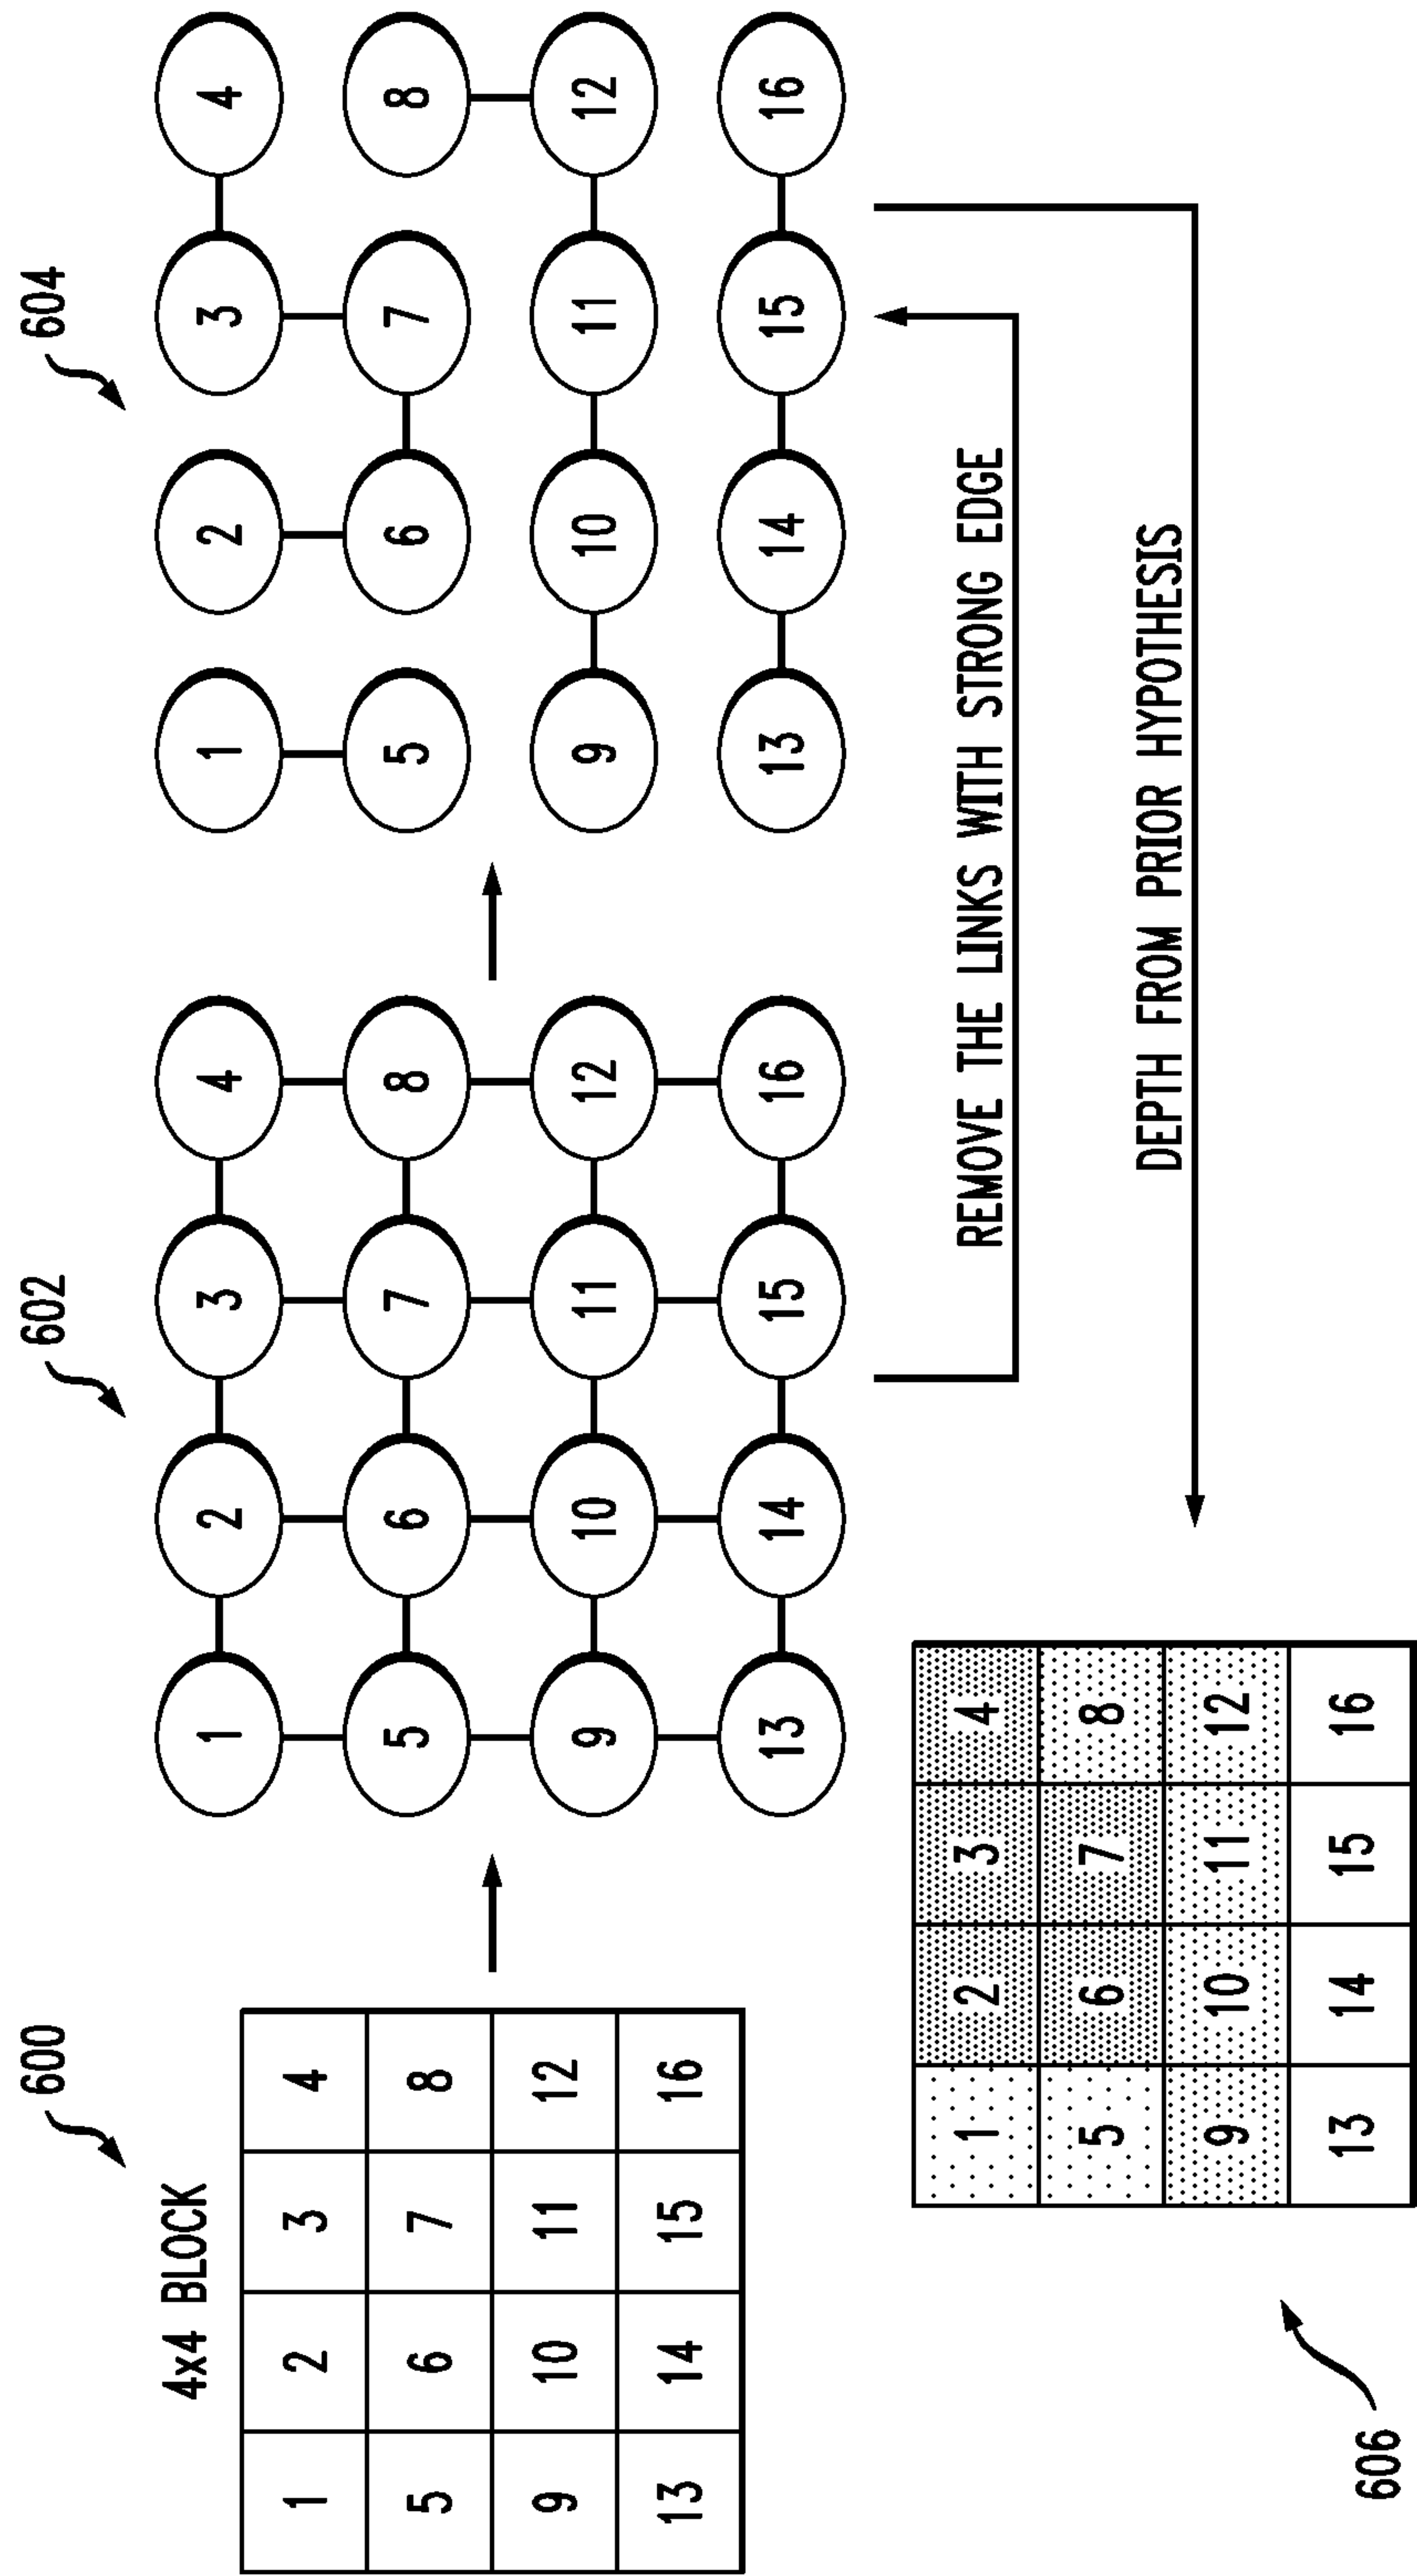 600
4x4 BLOCK
1 2 3 4
5 6 7 8
9 10 11 12
13 14 15 16
602
1 2 3 4
5 6 7 8
9 10 11 12
13 14 15 16
604
1 2 3 4
5 6 7 8
9 10 11 12
13 14 15 16
REMOVE THE LINKS WITH STRONG EDGE
DEPTH FROM PRIOR HYPOTHESIS
606
1 2 3 4
5 6 7 8
9 10 11 12
13 14 15 16